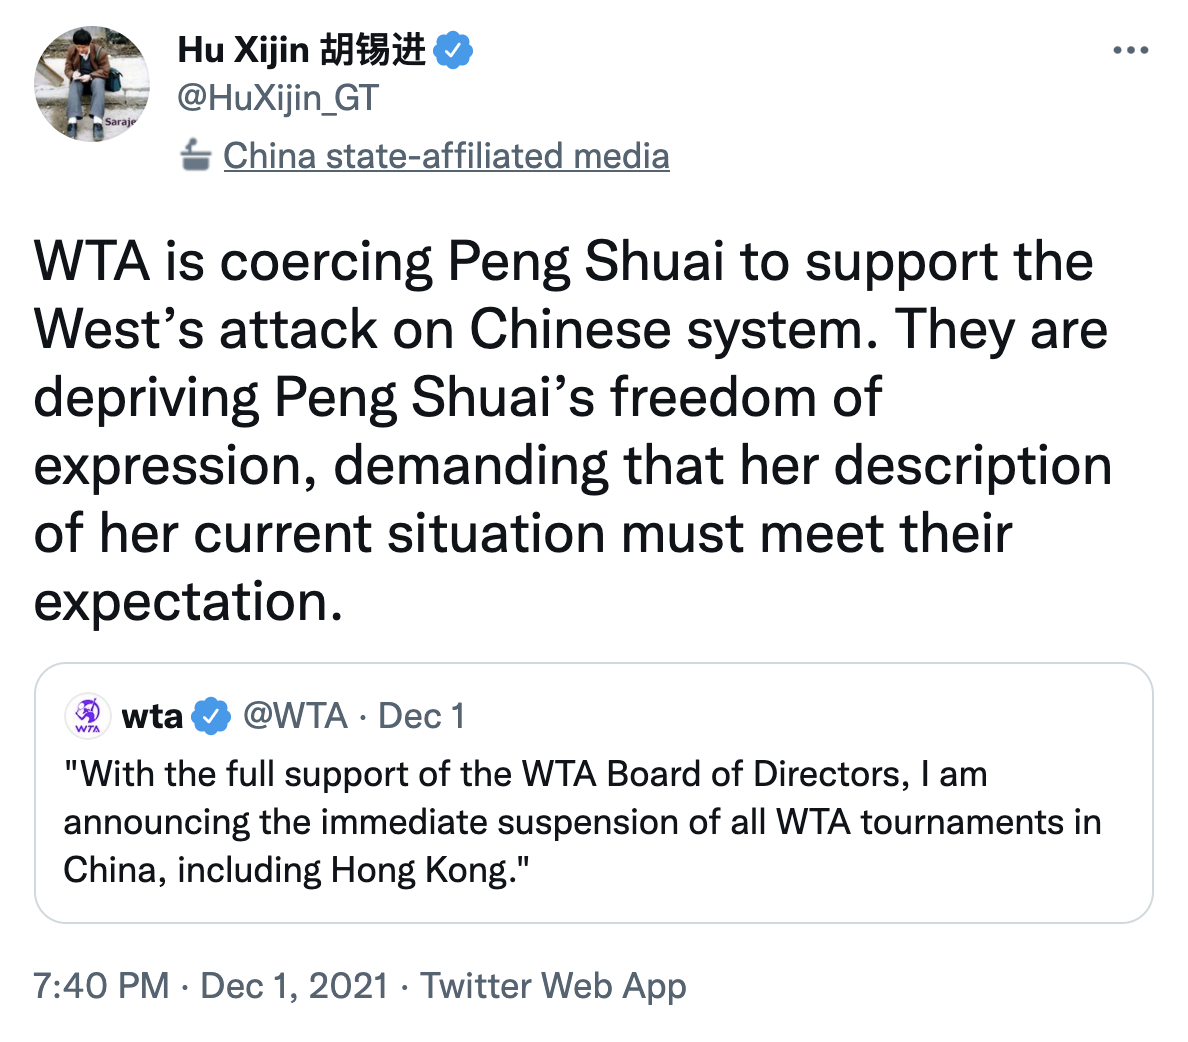 Hu Xijin 胡锡进
@HuXijin_GT
China state-affiliated media
Saraje
WTA is coercing Peng Shuai to support the
West’s attack on Chinese system. They are
depriving Peng Shuai’s freedom of
expression, demanding that her description
of her current situation must meet their
expectation.
WTA
wta @WTA · Dec 1
"With the full support of the WTA Board of Directors, I am
announcing the immediate suspension of all WTA tournaments in
China, including Hong Kong."
7:40 PM · Dec 1, 2021 · Twitter Web App